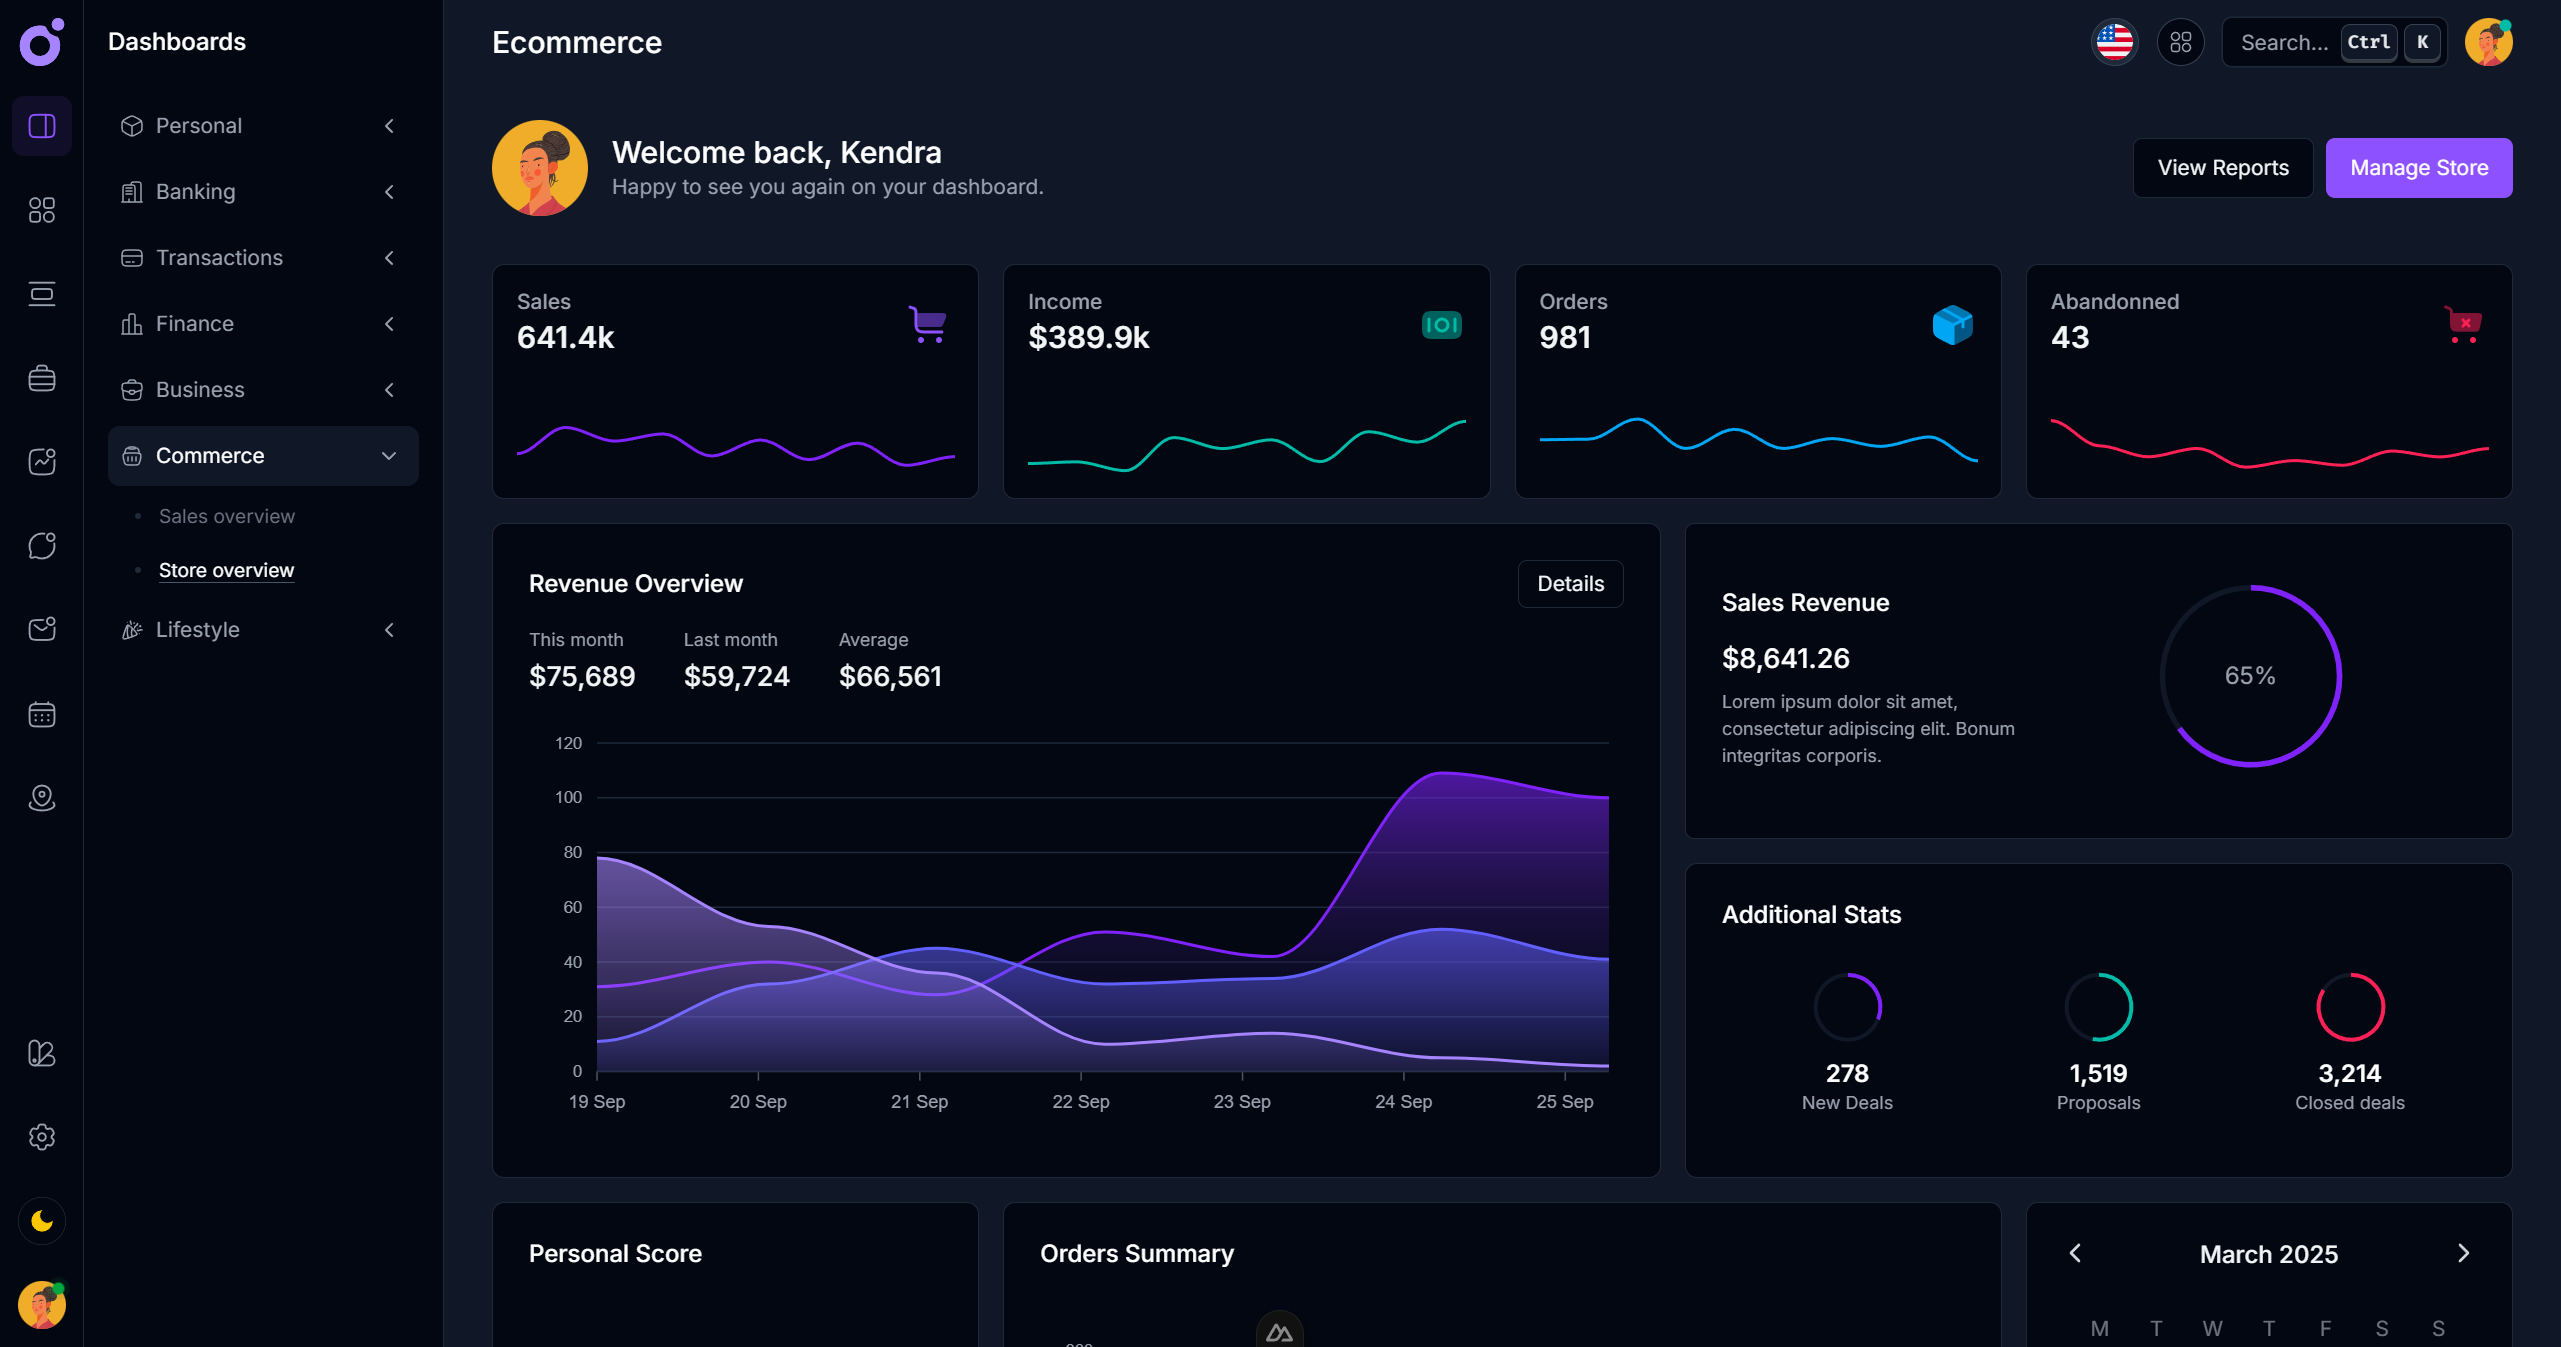 Dashboards
Personal
Banking
Transactions
Finance
Business
Commerce
Sales overview
Store overview
Lifestyle
Ecommerce
Search... Ctrl K
Welcome back, Kendra
Happy to see you again on your dashboard.
View Reports
Manage Store
Sales
641.4k
Income
$389.9k
Orders
981
Abandonned
43
Revenue Overview
Details
This month
$75,689
Last month
$59,724
Average
$66,561
120
100
80
60
40
20
0
19 Sep 20 Sep 21 Sep 22 Sep 23 Sep 24 Sep 25 Sep
Sales Revenue
$8,641.26
Lorem ipsum dolor sit amet,
consectetur adipiscing elit. Bonum
integritas corporis.
65%
Additional Stats
278
New Deals
1,519
Proposals
3,214
Closed deals
Personal Score
Orders Summary
March 2025
M T W T F S S